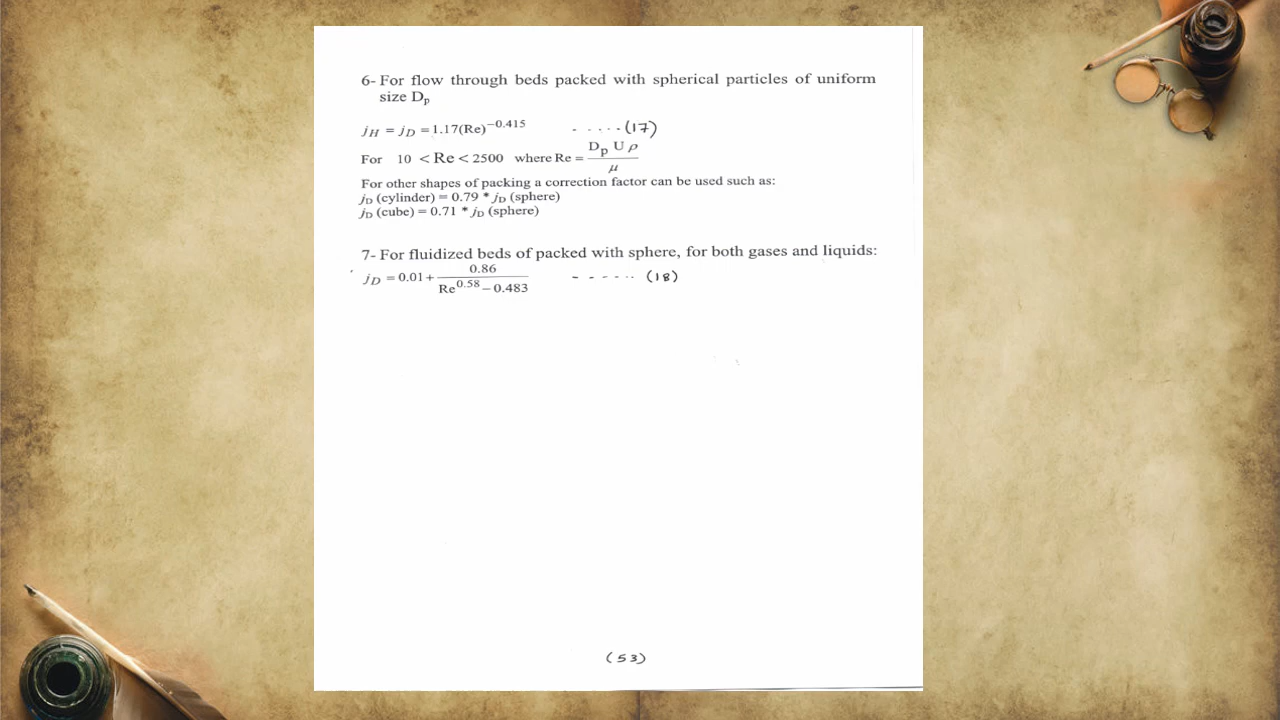 6- For flow through beds packed with spherical particles of uniform
size Dp
jH = jD = 1.17(Re)^−0.415 - - - - - (17)
For 10 < Re < 2500 where Re = Dp U ρ / μ
For other shapes of packing a correction factor can be used such as:
jD (cylinder) = 0.79 * jD (sphere)
jD (cube) = 0.71 * jD (sphere)
7- For fluidized beds of packed with sphere, for both gases and liquids:
jD = 0.01 + 0.86 / Re^0.58 − 0.483 - - - - - - (18)
(53)